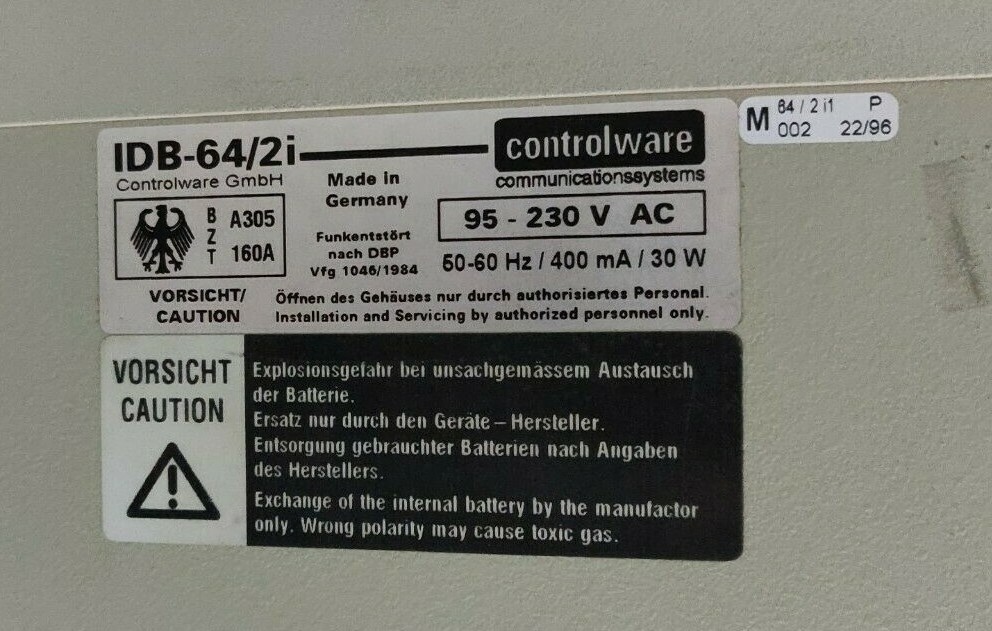 IDB-64/2i
controlware
Controlware GmbH
communicationssystems
Made in
Germany
B
Z
T
A305
160A
Funkentstört
nach DBP
Vfg 1046/1984
95 - 230 V AC
50-60 Hz / 400 mA / 30 W
VORSICHT/
CAUTION
Öffnen des Gehäuses nur durch authorisiertes Personal.
Installation and Servicing by authorized personnel only.
M
64 / 2 i1 P
002 22/96
VORSICHT
CAUTION
Explosionsgefahr bei unsachgemässem Austausch
der Batterie.
Ersatz nur durch den Geräte – Hersteller.
Entsorgung gebrauchter Batterien nach Angaben
des Herstellers.
Exchange of the internal battery by the manufactor
only. Wrong polarity may cause toxic gas.